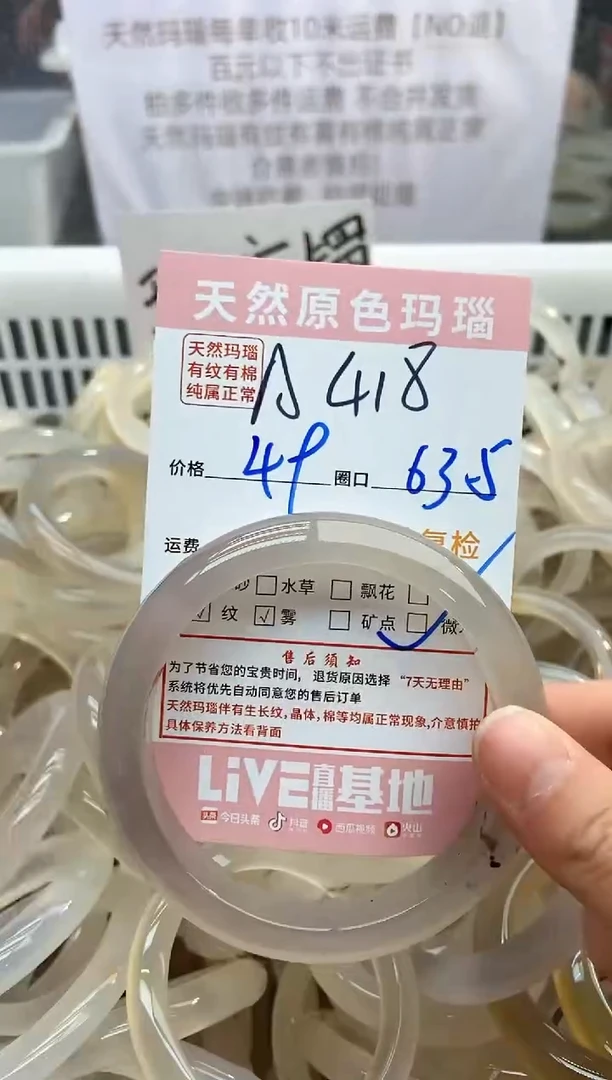 天然玛瑙每单收10米运费【NO退】
百元以下不出证书
拍多件收多件运费 不合并发货
天然原色玛瑙
天然玛瑙
有纹有棉
纯属正常
A 418
价格 49 圈口 635
运费 复检
水草 飘花
纹 √ 雾 矿点 微
售后须知
为了节省您的宝贵时间，退货原因选择“7天无理由”
系统将优先自动同意您的售后订单
天然玛瑙伴有生长纹，晶体，棉等均属正常现象，介意慎拍
具体保养方法看背面
LiVE直播基地
头条 今日头条 抖音 西瓜视频 火山